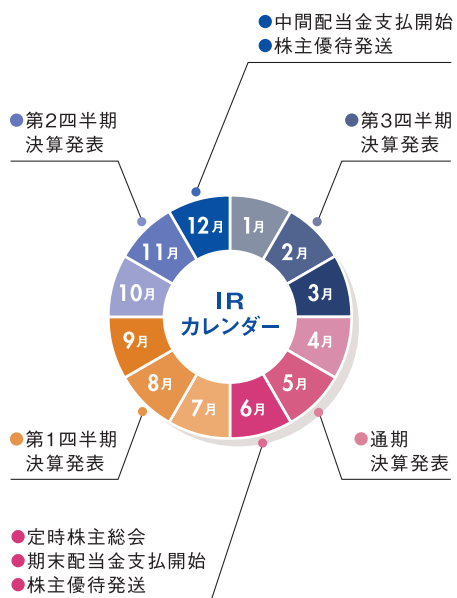 ●中間配当金支払開始
●株主優待発送
●第2四半期
決算発表
●第3四半期
決算発表
12月
1月
11月
2月
10月
3月
IR
カレンダー
9月
4月
8月
5月
7月
6月
●第1四半期
決算発表
●通期
決算発表
●定時株主総会
●期末配当金支払開始
●株主優待発送